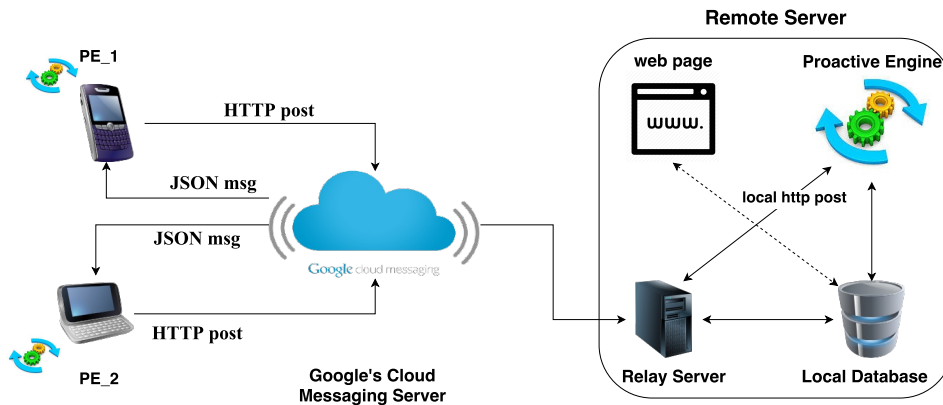 Remote Server
PE_1
web page
Proactive Engine
HTTP post
www.
JSON msg
local http post
JSON msg
Google cloud messaging
HTTP post
PE_2
Google's Cloud
Messaging Server
Relay Server
Local Database